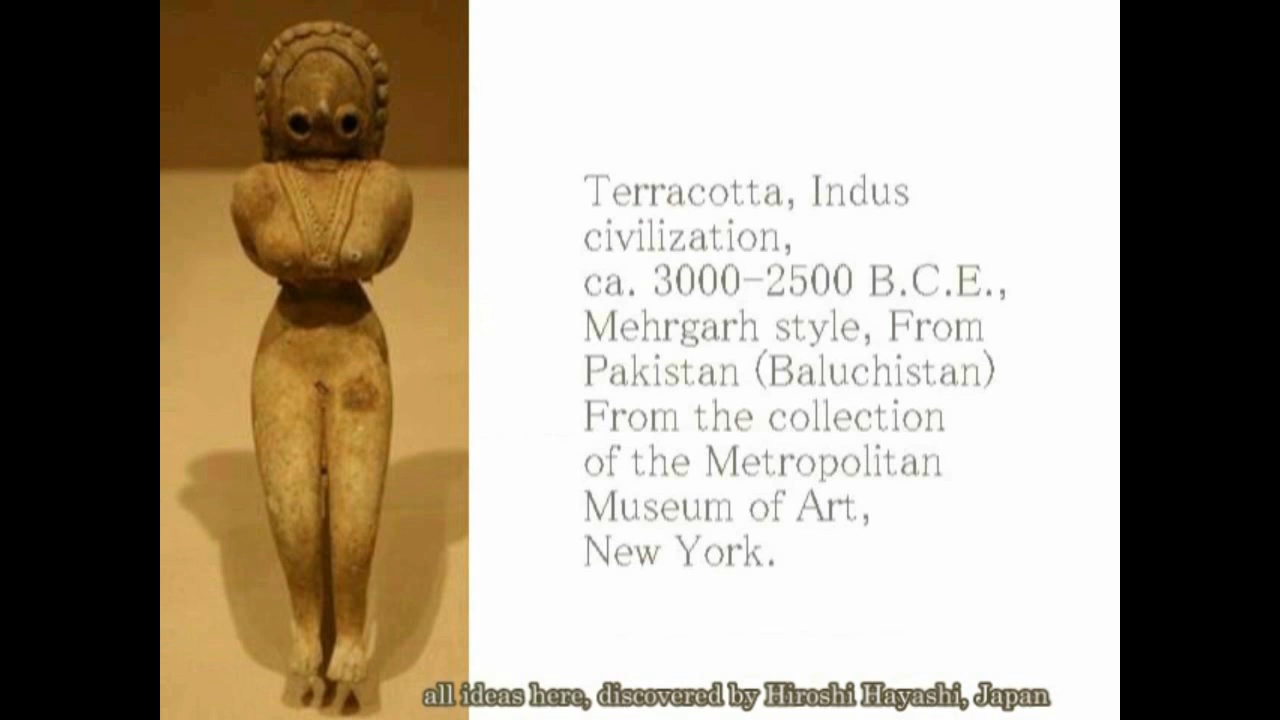 Terracotta, Indus
civilization,
ca. 3000-2500 B.C.E.,
Mehrgarh style, From
Pakistan (Baluchistan)
From the collection
of the Metropolitan
Museum of Art,
New York.
all ideas here, discovered by Hiroshi Hayashi, Japan